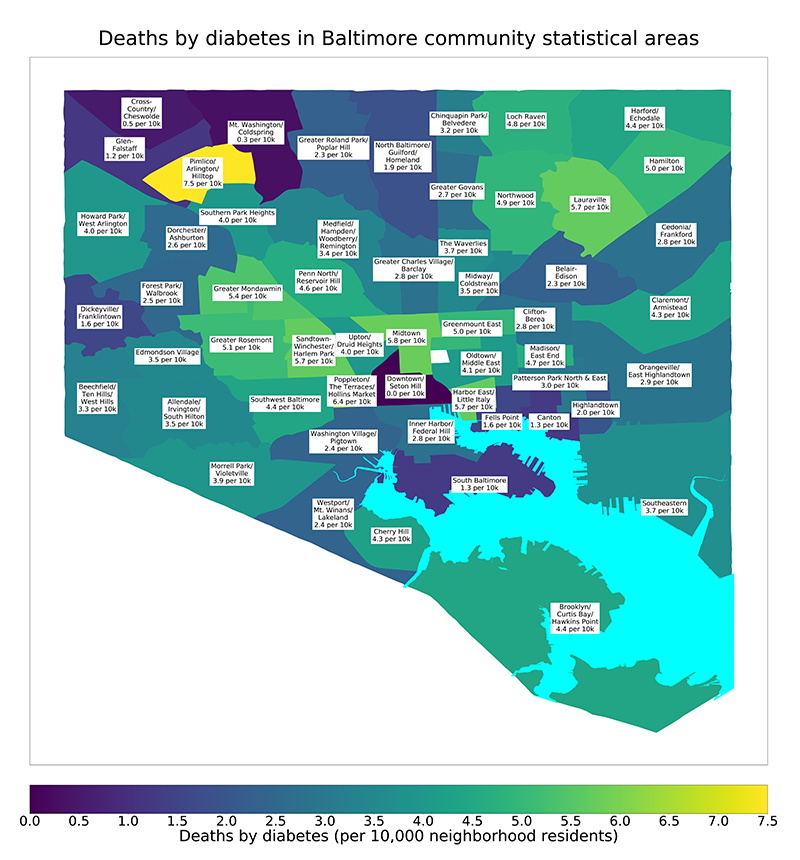 Deaths by diabetes in Baltimore community statistical areas
Cross-
Country/
Cheswolde
0.5 per 10k
Mt. Washington/
Coldspring
0.3 per 10k
Glen-
Falstaff
1.2 per 10k
Pimlico/
Arlington/
Hilltop
7.5 per 10k
Greater Roland Park/
Poplar Hill
2.3 per 10k
North Baltimore/
Guilford/
Homeland
1.9 per 10k
Chinquapin Park/
Belvedere
3.2 per 10k
Loch Raven
4.8 per 10k
Harford/
Echodale
4.4 per 10k
Hamilton
5.0 per 10k
Greater Govans
2.7 per 10k
Northwood
4.9 per 10k
Lauraville
5.7 per 10k
Howard Park/
West Arlington
4.0 per 10k
Southern Park Heights
4.0 per 10k
Dorchester/
Ashburton
2.6 per 10k
Medfield/
Hampden/
Woodberry/
Remington
3.4 per 10k
The Waverlies
3.7 per 10k
Cedonia/
Frankford
2.8 per 10k
Greater Charles Village/
Barclay
2.8 per 10k
Midway/
Coldstream
3.5 per 10k
Belair-
Edison
2.3 per 10k
Penn North/
Reservoir Hill
4.6 per 10k
Forest Park/
Walbrook
2.5 per 10k
Greater Mondawmin
5.4 per 10k
Claremont/
Armistead
4.3 per 10k
Dickeyville/
Franklintown
1.6 per 10k
Clifton-
Berea
2.8 per 10k
Greenmount East
5.0 per 10k
Midtown
5.8 per 10k
Upton/
Druid Heights
4.0 per 10k
Sandtown-
Winchester/
Harlem Park
5.7 per 10k
Greater Rosemont
5.1 per 10k
Edmondson Village
3.5 per 10k
Oldtown/
Middle East
4.1 per 10k
Madison/
East End
4.7 per 10k
Orangeville/
East Highlandtown
2.9 per 10k
Patterson Park North & East
3.0 per 10k
Poppleton/
The Terraces/
Hollins Market
6.4 per 10k
Downtown/
Seton Hill
0.0 per 10k
Harbor East/
Little Italy
5.7 per 10k
Beechfield/
Ten Hills/
West Hills
3.3 per 10k
Allendale/
Irvington/
South Hilton
3.5 per 10k
Southwest Baltimore
4.4 per 10k
Highlandtown
2.0 per 10k
Fells Point
1.6 per 10k
Canton
1.3 per 10k
Inner Harbor/
Federal Hill
2.8 per 10k
Washington Village/
Pigtown
2.4 per 10k
Morrell Park/
Violetville
3.9 per 10k
South Baltimore
1.3 per 10k
Westport/
Mt. Winans/
Lakeland
2.4 per 10k
Cherry Hill
4.3 per 10k
Southeastern
3.7 per 10k
Brooklyn/
Curtis Bay/
Hawkins Point
4.4 per 10k
0.0 0.5 1.0 1.5 2.0 2.5 3.0 3.5 4.0 4.5 5.0 5.5 6.0 6.5 7.0 7.5
Deaths by diabetes (per 10,000 neighborhood residents)